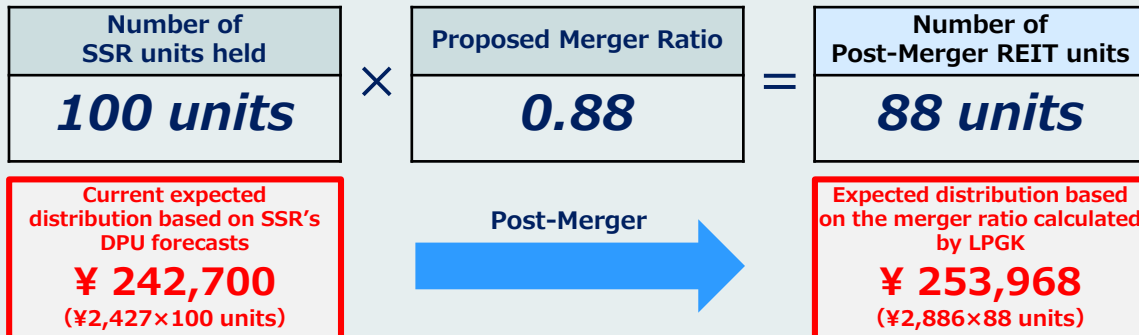 Number of
SSR units held
100 units
×
Proposed Merger Ratio
0.88
=
Number of
Post-Merger REIT units
88 units
Current expected
distribution based on SSR’s
DPU forecasts
¥ 242,700
(¥2,427×100 units)
Post-Merger
Expected distribution based
on the merger ratio calculated
by LPGK
¥ 253,968
(¥2,886×88 units)